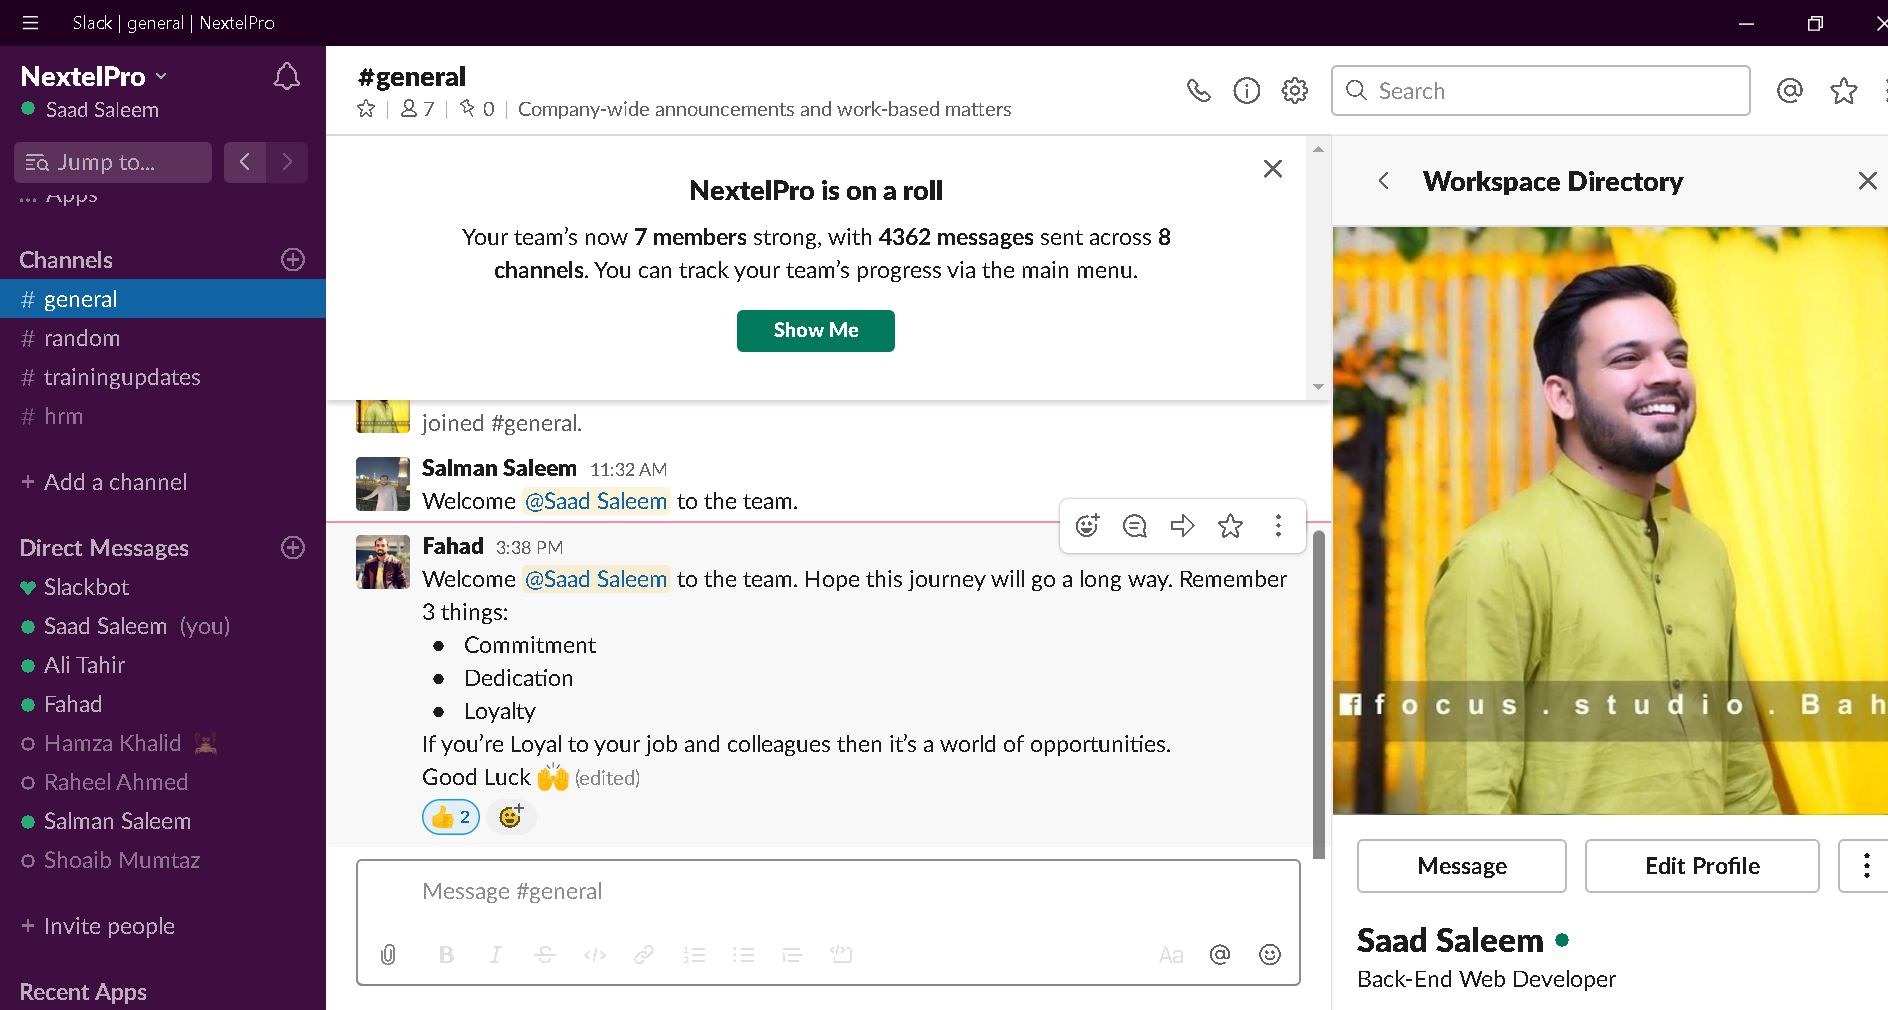 Slack | general | NextelPro
NextelPro
Saad Saleem
Jump to...
... Apps
Channels
# general
# random
# trainingupdates
# hrm
+ Add a channel
Direct Messages
Slackbot
Saad Saleem (you)
Ali Tahir
Fahad
Hamza Khalid
Raheel Ahmed
Salman Saleem
Shoaib Mumtaz
+ Invite people
Recent Apps
#general
7 | 0 | Company-wide announcements and work-based matters
Search
NextelPro is on a roll
Your team’s now 7 members strong, with 4362 messages sent across 8
channels. You can track your team’s progress via the main menu.
Show Me
joined #general.
Salman Saleem 11:32 AM
Welcome @Saad Saleem to the team.
Fahad 3:38 PM
Welcome @Saad Saleem to the team. Hope this journey will go a long way. Remember
3 things:
• Commitment
• Dedication
• Loyalty
If you’re Loyal to your job and colleagues then it’s a world of opportunities.
Good Luck 🙌 (edited)
👍 2
Message #general
B I S </> Aa @
Workspace Directory
f focus.studio.Bah
Message
Edit Profile
Saad Saleem
Back-End Web Developer